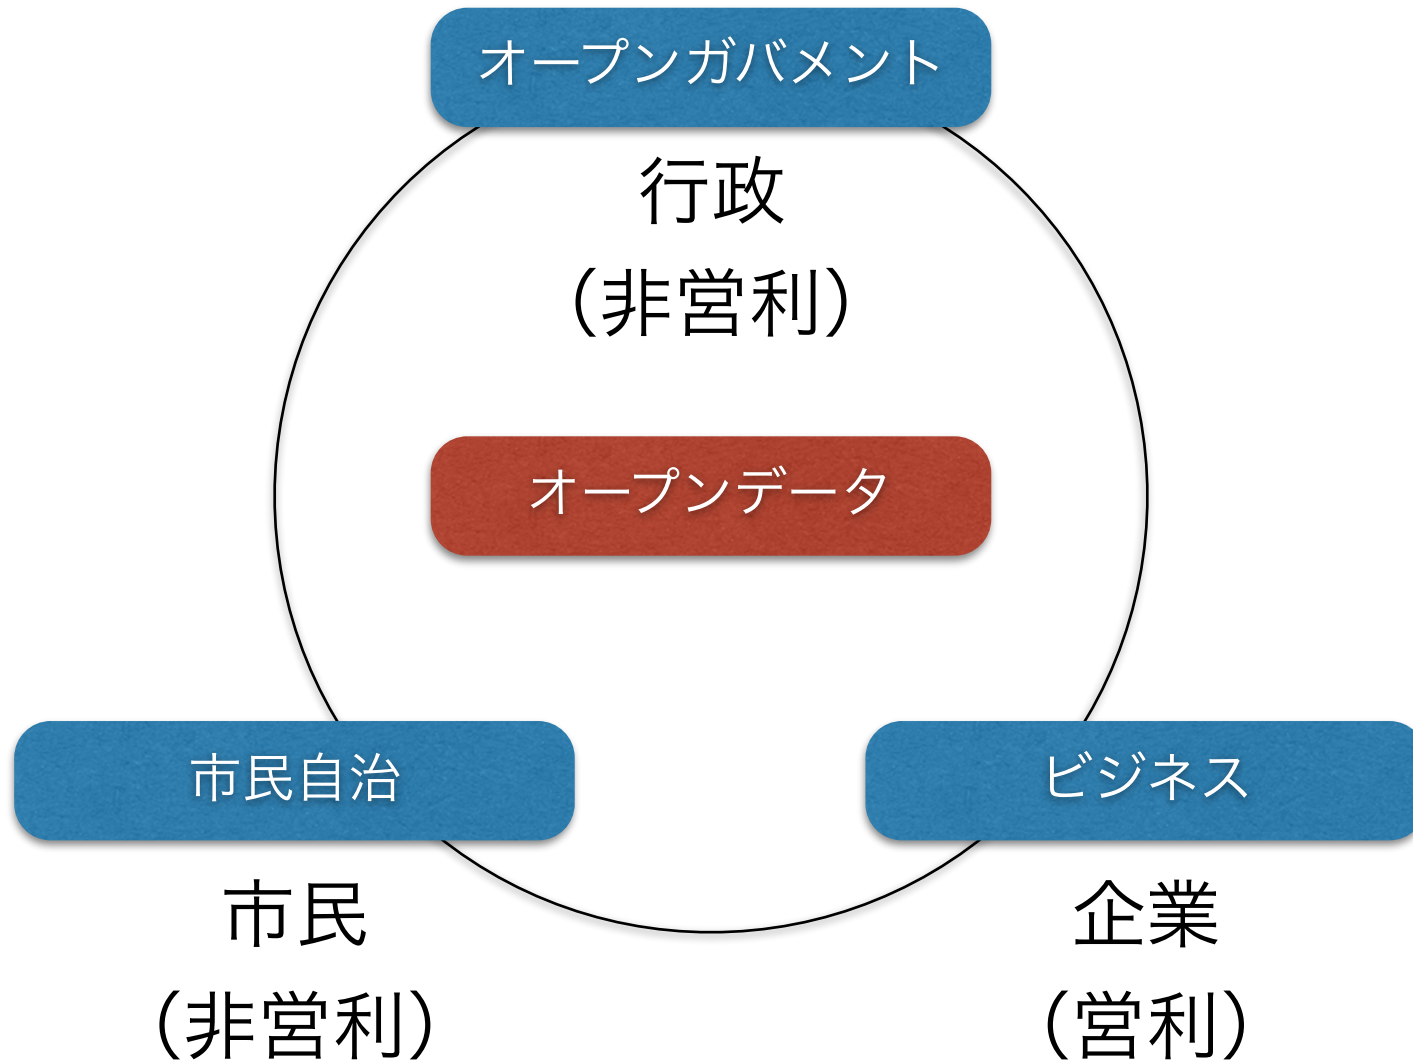 オープンガバメント
行政
（非営利）
オープンデータ
市民自治
市民
（非営利）
ビジネス
企業
（営利）